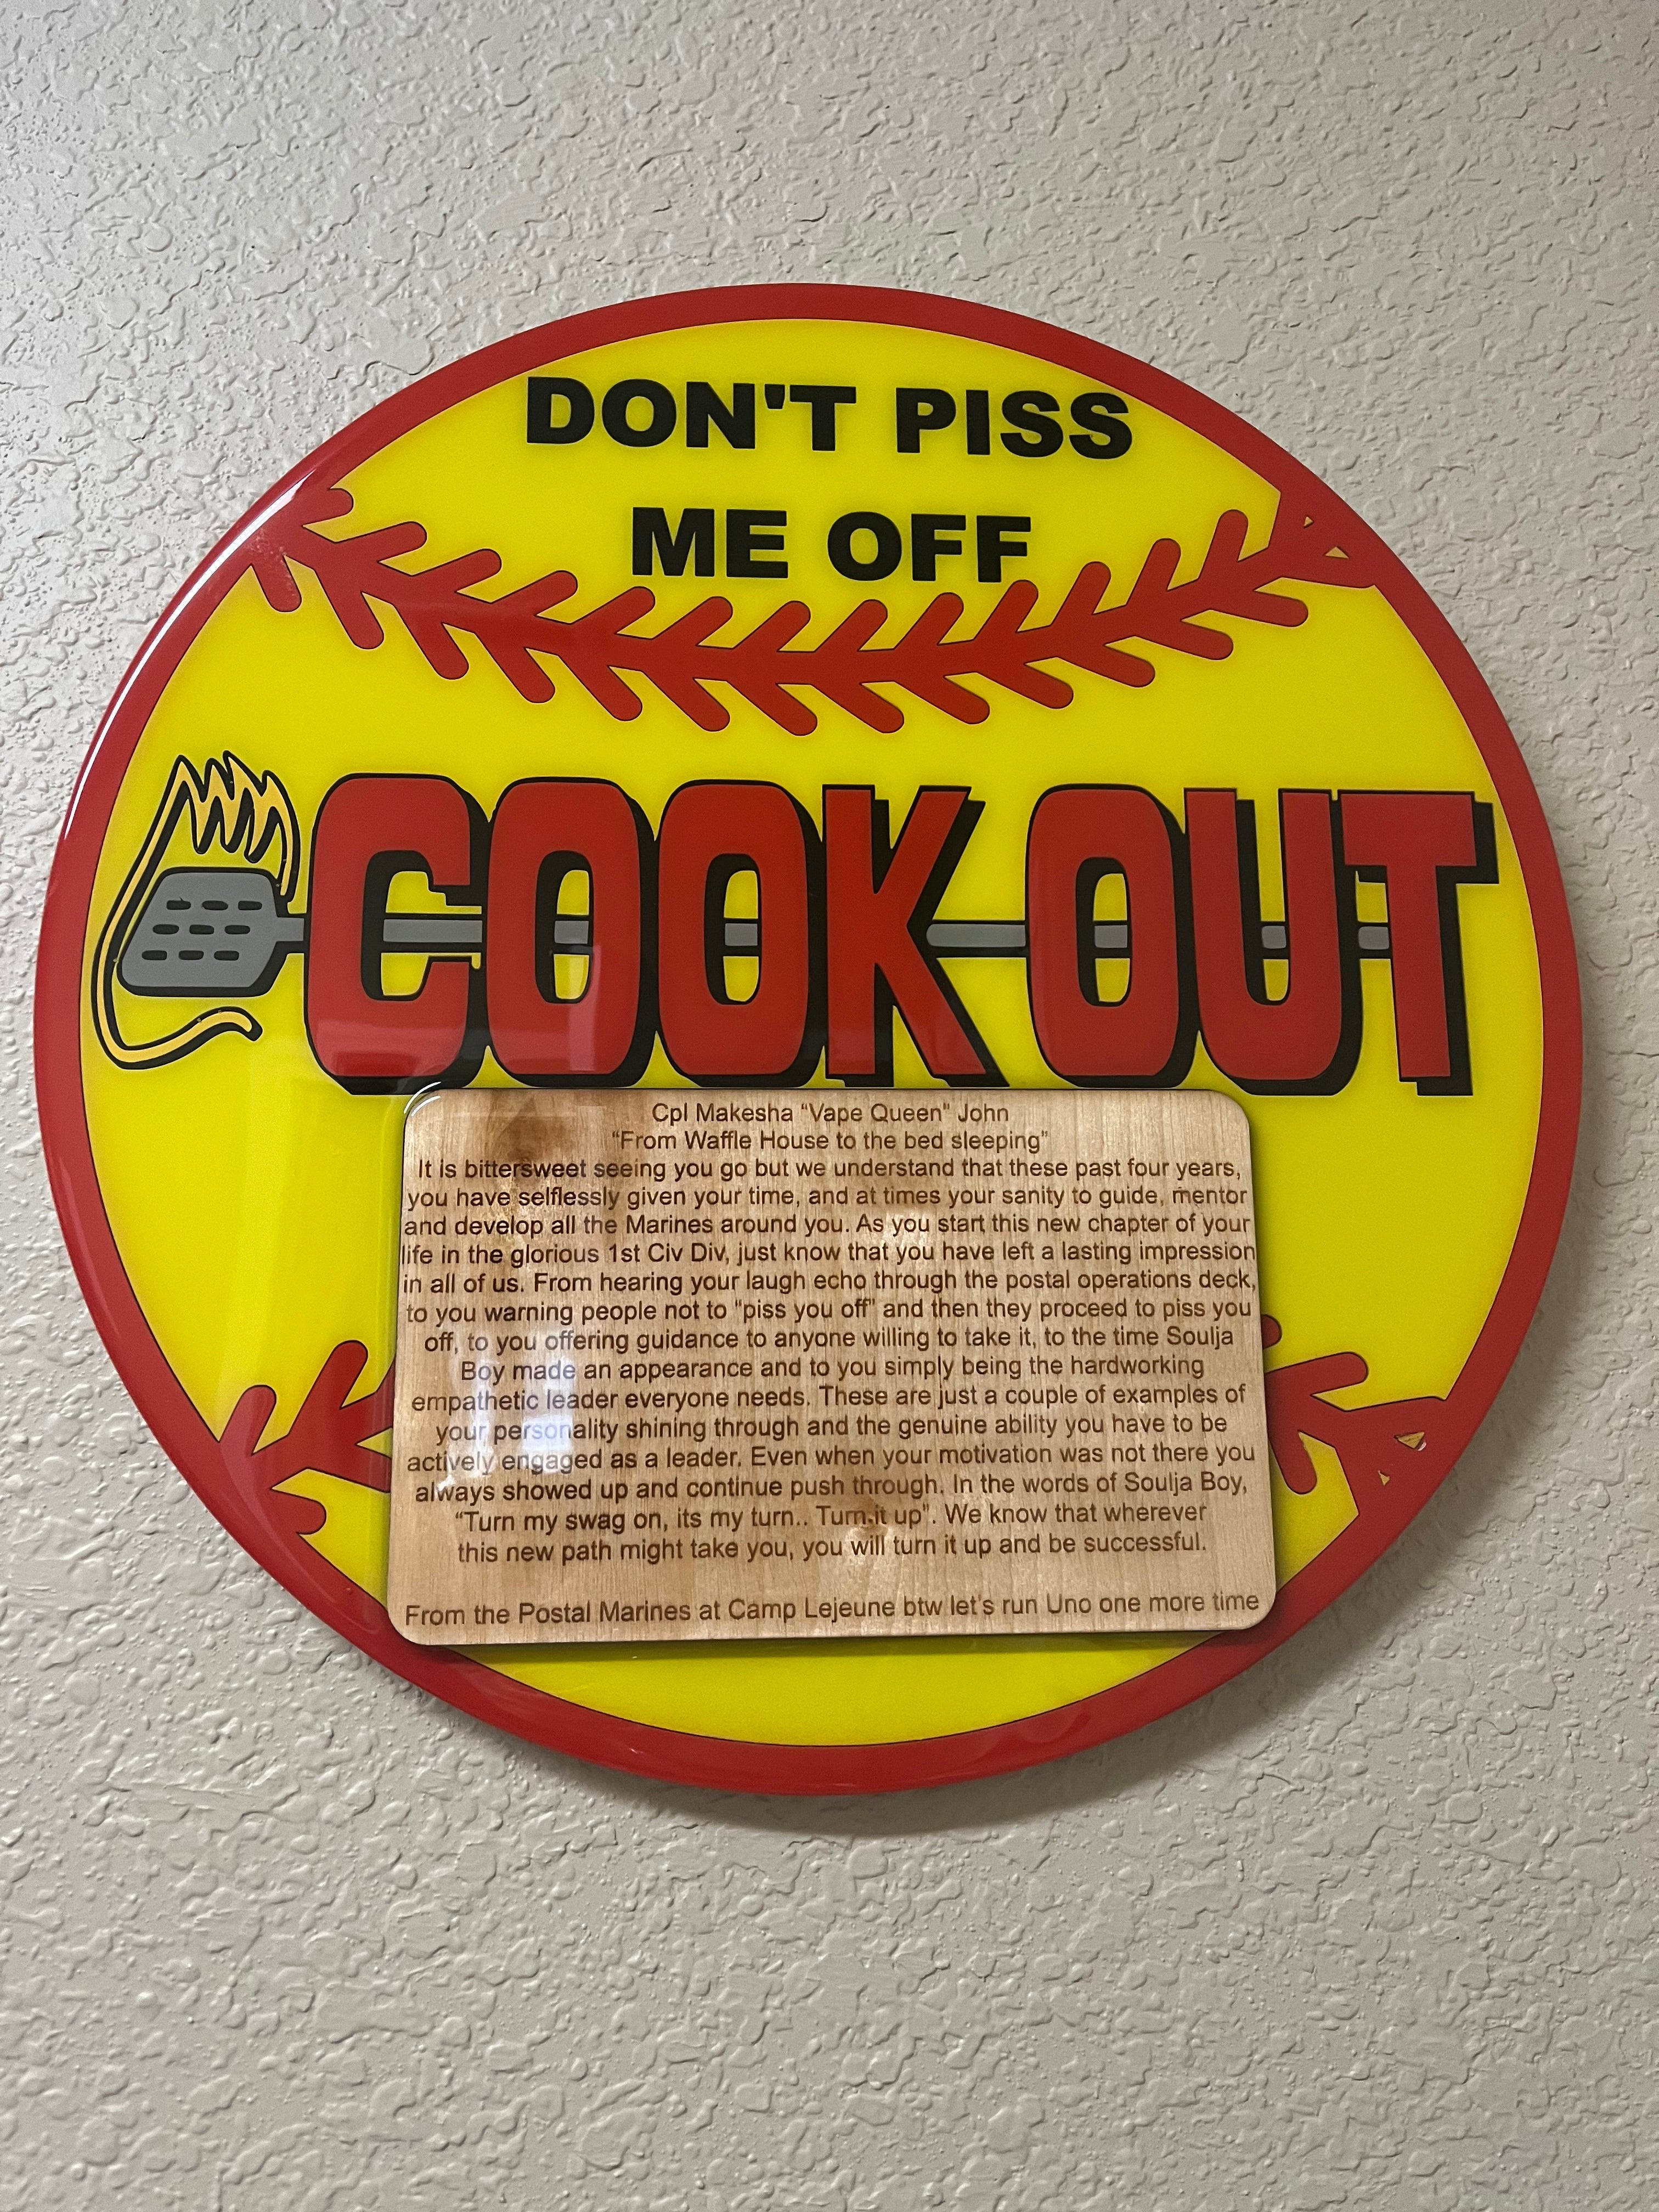 DON'T PISS
ME OFF
COOK OUT
Cpl Makesha “Vape Queen” John
“From Waffle House to the bed sleeping”
It is bittersweet seeing you go but we understand that these past four years,
you have selflessly given your time, and at times your sanity to guide, mentor
and develop all the Marines around you. As you start this new chapter of your
life in the glorious 1st Civ Div, just know that you have left a lasting impression
in all of us. From hearing your laugh echo through the postal operations deck,
to you warning people not to “piss you off” and then they proceed to piss you
off, to you offering guidance to anyone willing to take it, to the time Soulja
Boy made an appearance and to you simply being the hardworking
empathetic leader everyone needs. These are just a couple of examples of
your personality shining through and the genuine ability you have to be
actively engaged as a leader. Even when your motivation was not there you
always showed up and continue push through. In the words of Soulja Boy,
“Turn my swag on, its my turn.. Turn it up”. We know that wherever
this new path might take you, you will turn it up and be successful.
From the Postal Marines at Camp Lejeune btw let's run Uno one more time